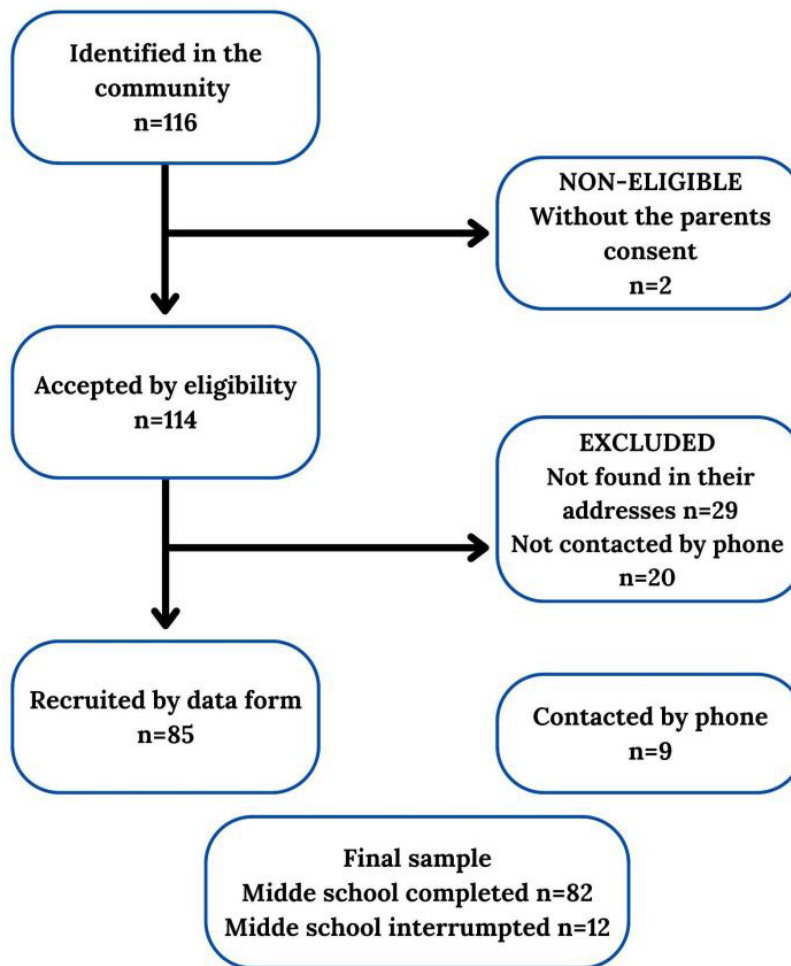 Identified in the
community
n=116
NON-ELIGIBLE
Without the parents
consent
n=2
Accepted by eligibility
n=114
EXCLUDED
Not found in their
addresses n=29
Not contacted by phone
n=20
Recruited by data form
n=85
Contacted by phone
n=9
Final sample
Midde school completed n=82
Midde school interrumpted n=12